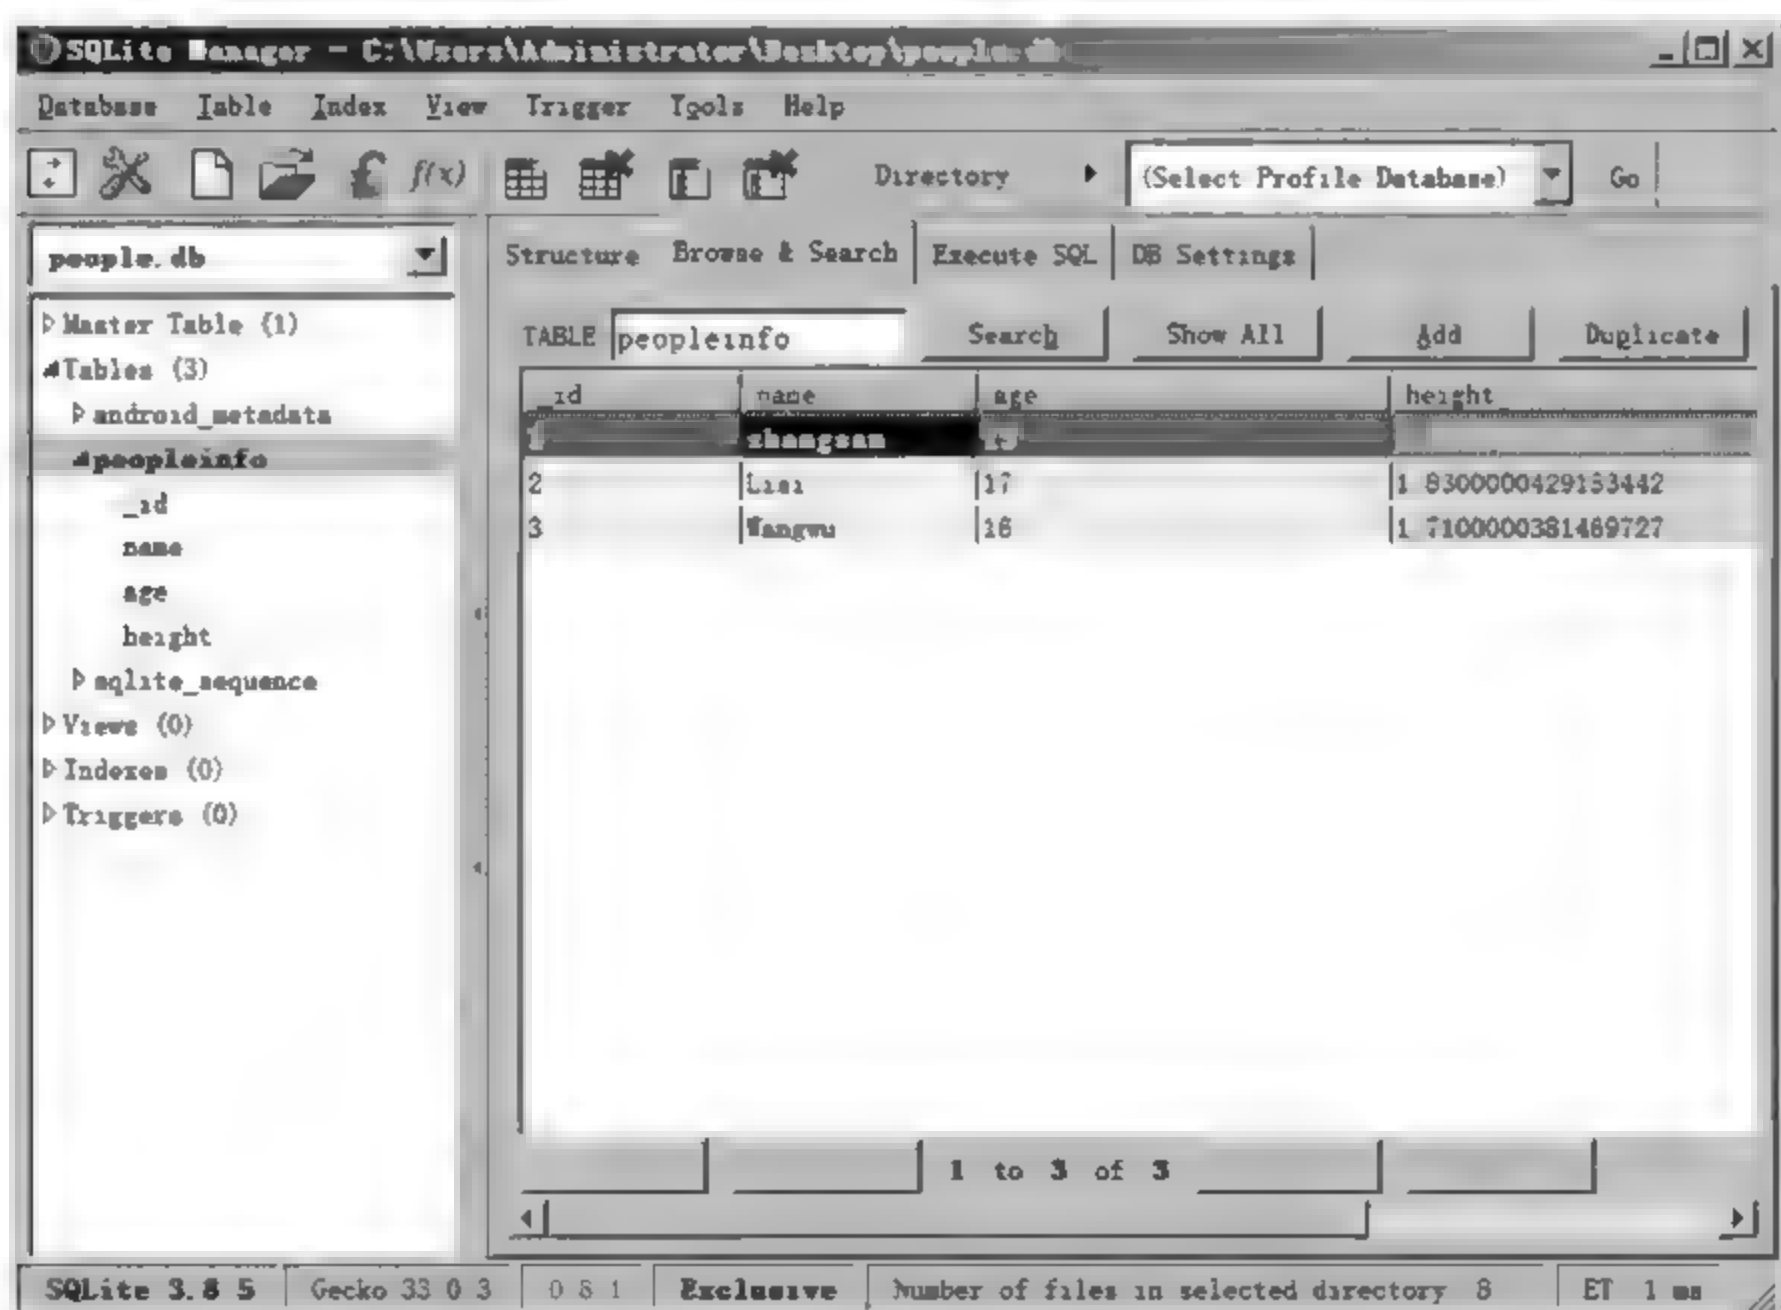 SQLite Manager - C:\Users\Administrator\Desktop\people.db
Database Table Index View Trigger Tools Help
f(x) Directory (Select Profile Database) Go
people.db
Structure Browse & Search Execute SQL DB Settings
Master Table (1)
TABLE peopleinfo Search Show All Add Duplicate
Tables (3)
_id name age height
android_metadata
1 zhangsan
peopleinfo
2 Lisi 17 1.8300000429153442
_id
3 Wangwu 1.7100000381469727
name
age
height
sqlite_sequence
Views (0)
Indexes (0)
Triggers (0)
1 to 3 of 3
SQLite 3.8.5 Gecko 33.0.3 0.8.1 Exclusive Number of files in selected directory 8 ET 1 ms